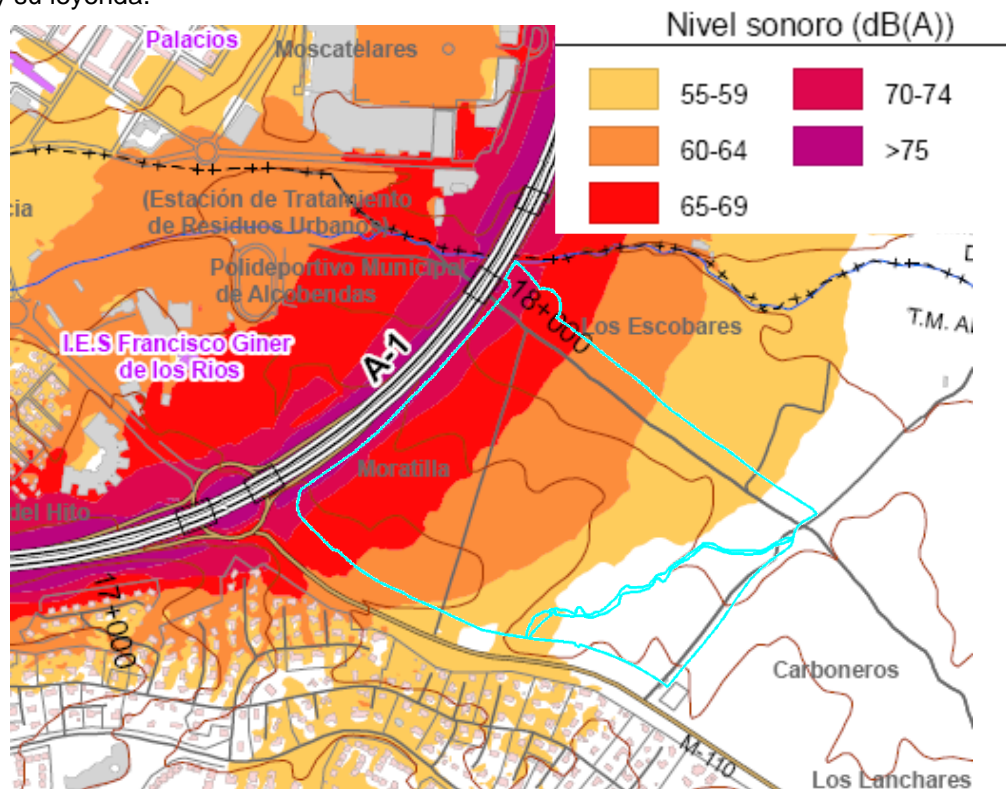 y su leyenda.
Nivel sonoro (dB(A))
55-59
70-74
60-64
>75
65-69
Palacios
Moscatelares
(Estación de Tratamiento
de Residuos Urbanos)
cia
Polideportivo Municipal
de Alcobendas
18+000
Los Escobares
D
T.M. Al
I.E.S Francisco Giner
de los Rios
A-1
Moratilla
del Hito
17+000
Carboneros
M-110
Los Lanchares